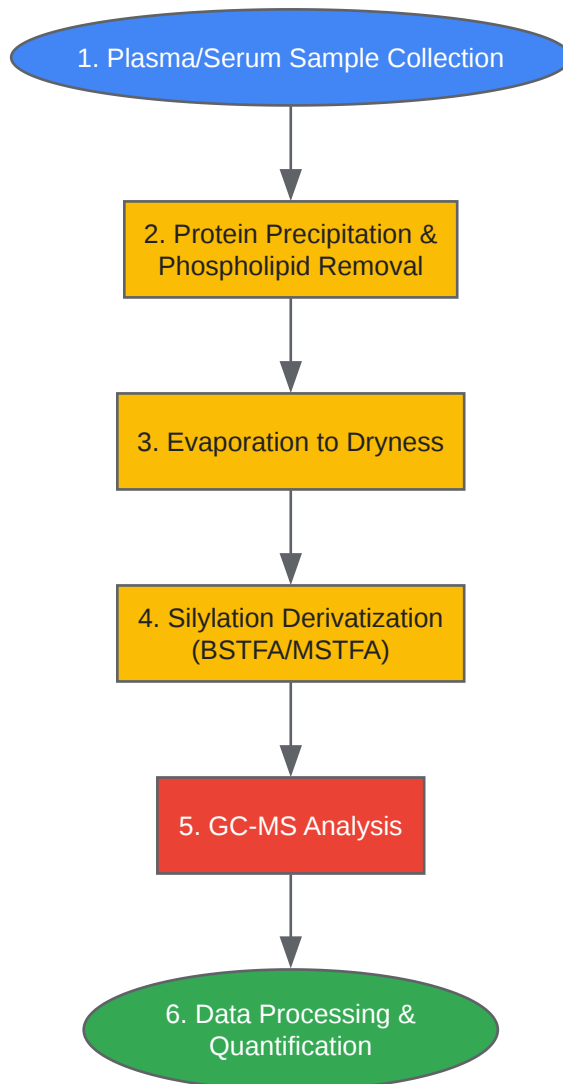 1. Plasma/Serum Sample Collection
2. Protein Precipitation &
Phospholipid Removal
3. Evaporation to Dryness
4. Silylation Derivatization
(BSTFA/MSTFA)
5. GC-MS Analysis
6. Data Processing &
Quantification